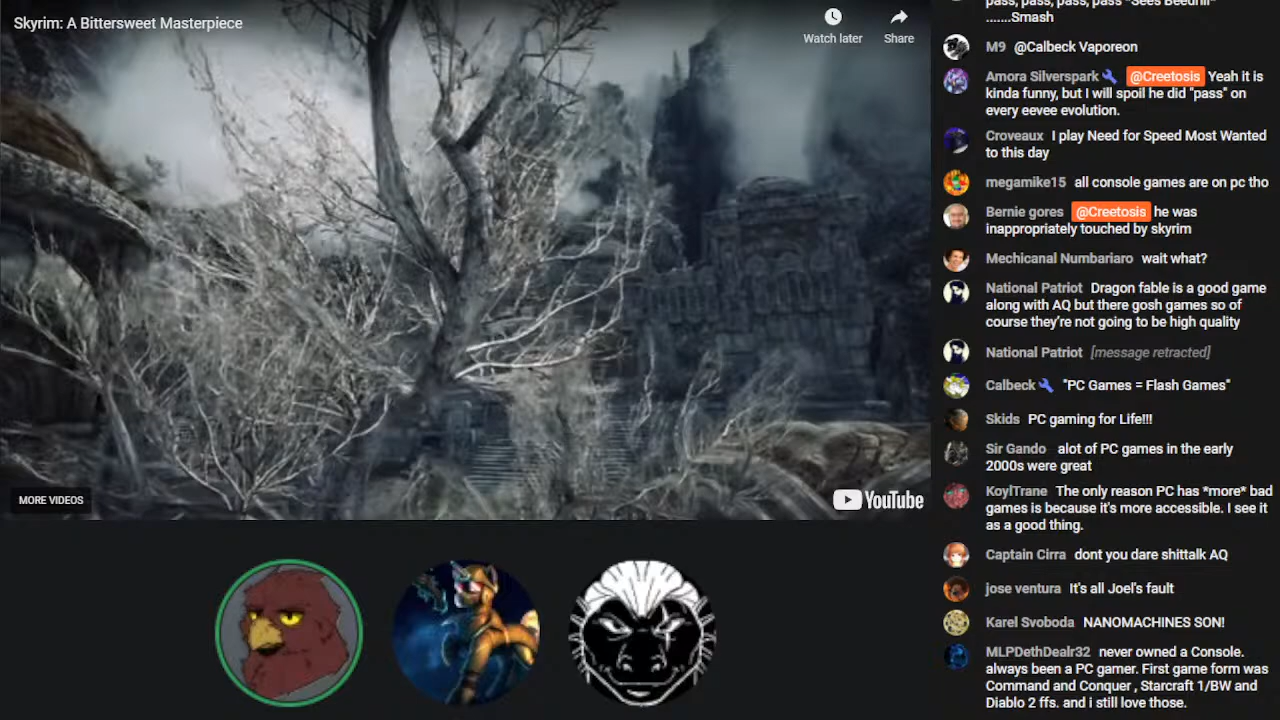 Skyrim: A Bittersweet Masterpiece
Watch later
Share
MORE VIDEOS
YouTube
pass, pass, pass, pass *Sees Beedrill*
.......Smash
M9 @Calbeck Vaporeon
Amora Silverspark @Creetosis Yeah it is
kinda funny, but I will spoil he did "pass" on
every eevee evolution.
Croveaux I play Need for Speed Most Wanted
to this day
megamike15 all console games are on pc tho
Bernie gores @Creetosis he was
inappropriately touched by skyrim
Mechicanal Numbariaro wait what?
National Patriot Dragon fable is a good game
along with AQ but there gosh games so of
course they're not going to be high quality
National Patriot [message retracted]
Calbeck "PC Games = Flash Games"
Skids PC gaming for Life!!!
Sir Gando alot of PC games in the early
2000s were great
KoylTrane The only reason PC has *more* bad
games is because it's more accessible. I see it
as a good thing.
Captain Cirra dont you dare shittalk AQ
jose ventura It's all Joel's fault
Karel Svoboda NANOMACHINES SON!
MLPDethDealr32 never owned a Console.
always been a PC gamer. First game form was
Command and Conquer , Starcraft 1/BW and
Diablo 2 ffs. and i still love those.